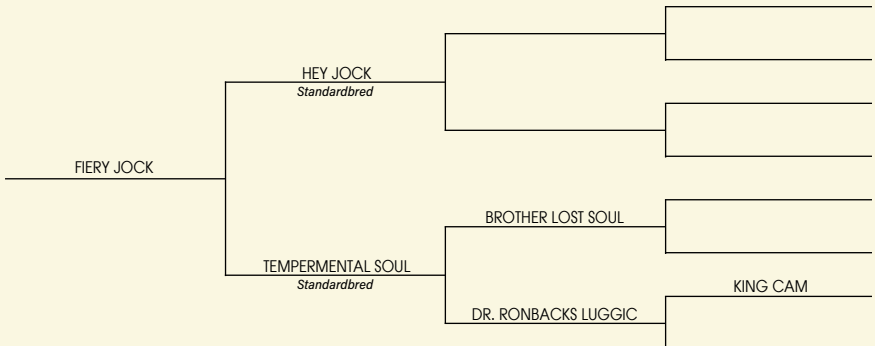 HEY JOCK
Standardbred
FIERY JOCK
BROTHER LOST SOUL
TEMPERMENTAL SOUL
Standardbred
KING CAM
DR. RONBACKS LUGGIC